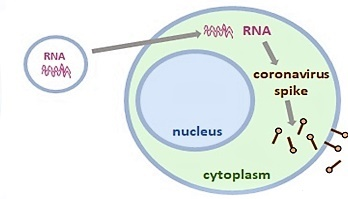 RNA
RNA
coronavirus
spike
nucleus
cytoplasm